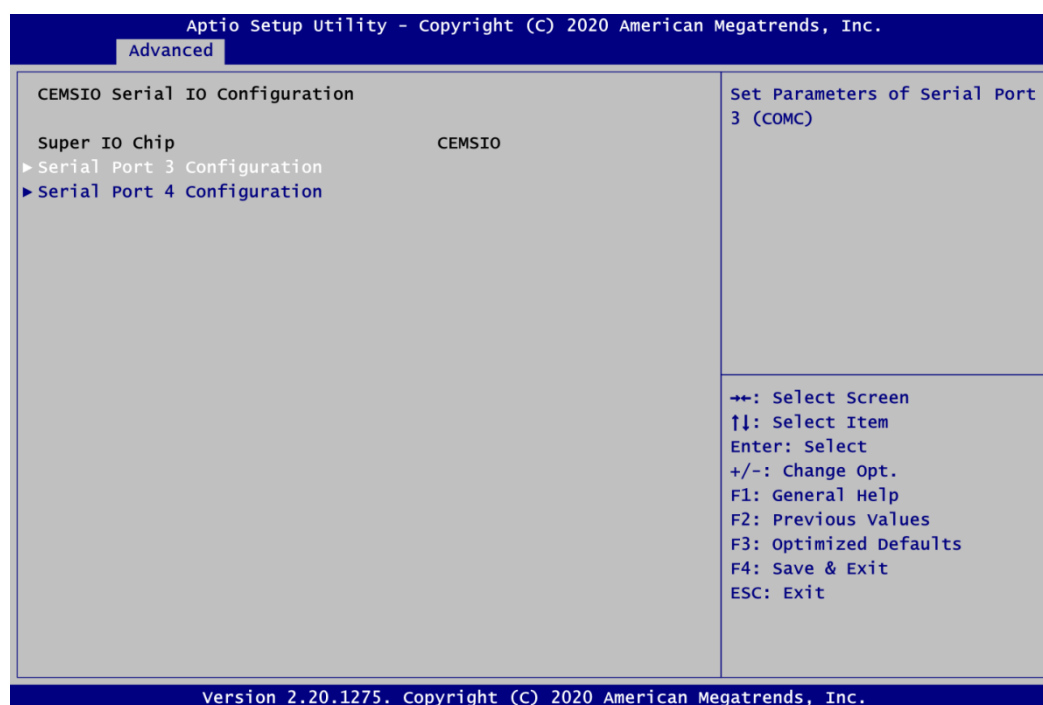 Aptio Setup Utility – Copyright (C) 2020 American Megatrends, Inc.
Advanced
CEMSIO Serial IO Configuration
Super IO Chip CEMSIO
▶ Serial Port 3 Configuration
▶ Serial Port 4 Configuration
Set Parameters of Serial Port
3 (COMC)
→←: Select Screen
↑↓: Select Item
Enter: Select
+/-: Change Opt.
F1: General Help
F2: Previous Values
F3: Optimized Defaults
F4: Save & Exit
ESC: Exit
Version 2.20.1275. Copyright (C) 2020 American Megatrends, Inc.